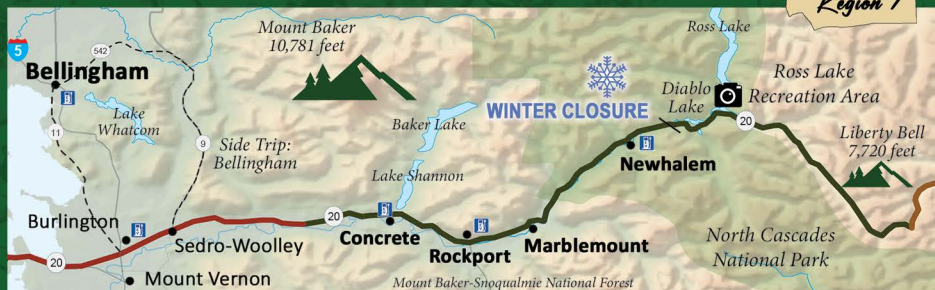 Region 7
Ross Lake
Mount Baker
10,781 feet
5
542
Bellingham
Ross Lake
Recreation Area
Diablo
Lake
WINTER CLOSURE
Lake
Whatcom
Baker Lake
20
11
9
Side Trip:
Bellingham
Liberty Bell
7,720 feet
Newhalem
Lake Shannon
Burlington
20
Sedro-Woolley
Concrete
Rockport
Marblemount
North Cascades
National Park
20
Mount Vernon
Mount Baker-Snoqualmie National Forest